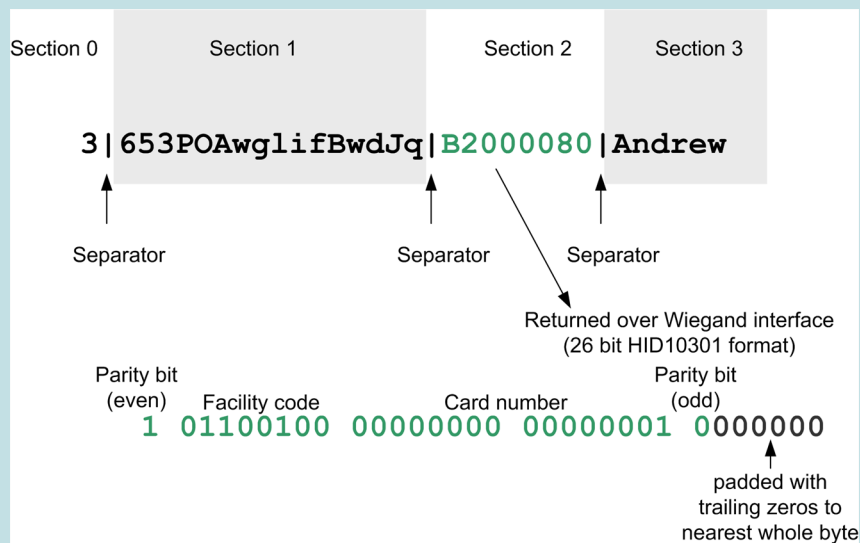 Section 0 Section 1 Section 2 Section 3
3|653POAwglifBwdJq|B2000080|Andrew
Separator Separator Separator
Returned over Wiegand interface
(26 bit HID10301 format)
Parity bit Parity bit
(even) Facility code Card number (odd)
1 01100100 00000000 00000001 0000000
padded with
trailing zeros to
nearest whole byte